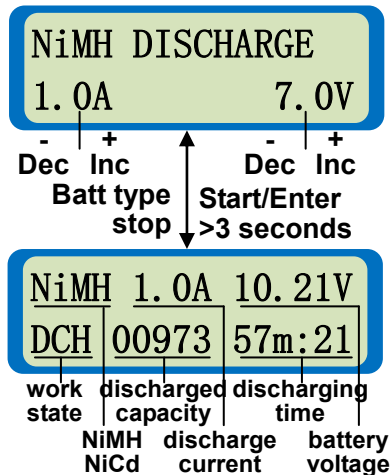 NiMH DISCHARGE
1.0A 7.0V
- + - +
Dec Inc Dec Inc
Batt type Start/Enter
stop >3 seconds
NiMH 1.0A 10.21V
DCH 00973 57m:21
work discharged discharging
state capacity time
NiMH discharge battery
NiCd current voltage